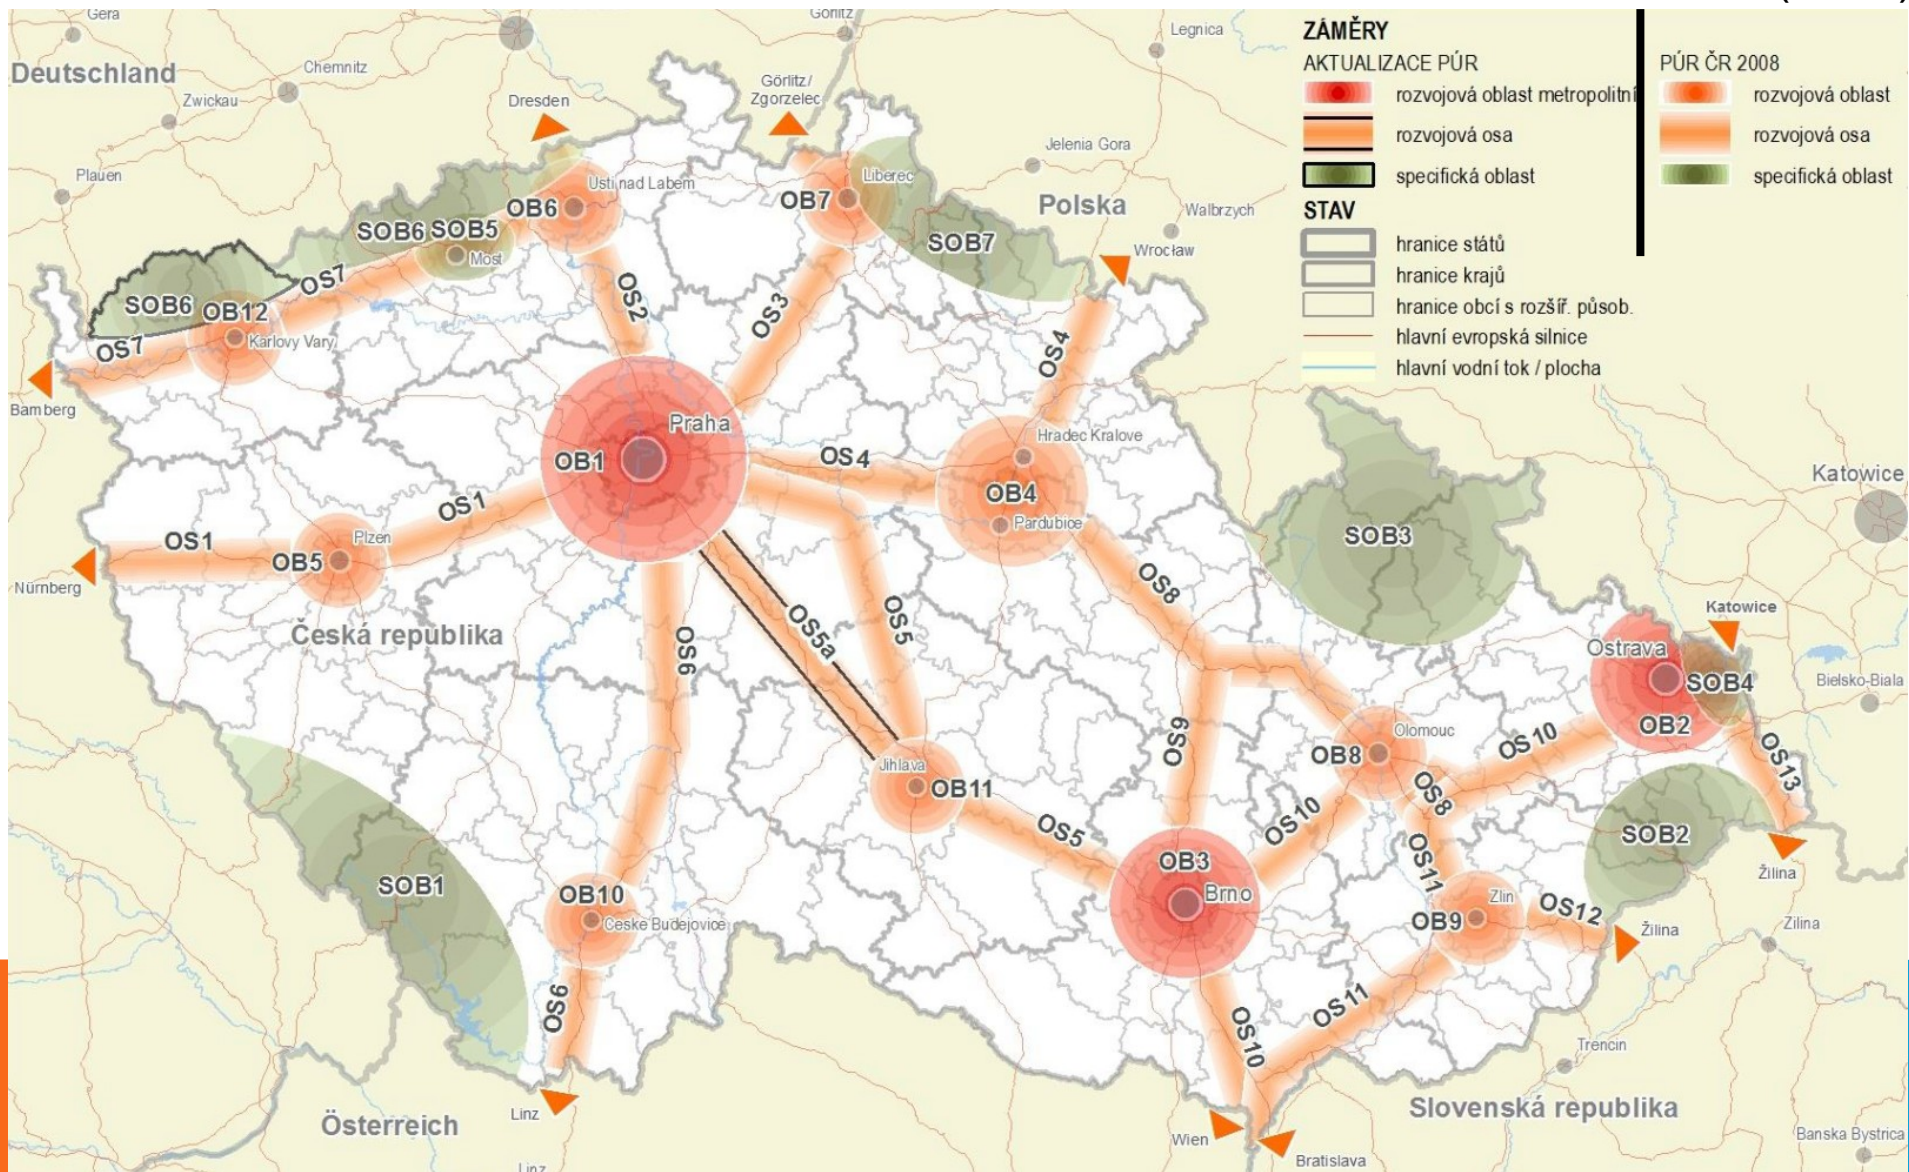 Gera
Görlitz
Legnica
Deutschland
Chemnitz
Zwickau
Dresden
Görlitz/
Zgorzelec
Jelenia Gora
Plauen
Usti nad Labem
Liberec
OB6
OB7
Polska
Walbrzych
SOB6
SOB5
SOB7
Most
Wrocław
SOB6
OB12
OS7
OS2
OS3
Karlovy Vary
OS7
OS4
Bamberg
Praha
OB1
OS4
Hradec Kralove
OB4
Pardubice
OS1
OS1
Plzen
OB5
Nürnberg
SOB3
Katowice
OS8
Česká republika
OS5a
OS5
OS6
Katowice
Ostrava
SOB4
Bielsko-Biala
OB2
OS9
Olomouc
OB8
OS10
OS13
Jihlava
OB11
OS8
OS5
OS10
SOB2
OS11
OB3
Brno
Žilina
SOB1
OB10
Ceske Budejovice
Zlin
OB9
OS12
Žilina
Zilina
OS6
OS10
OS11
Trencin
Linz
Österreich
Linz
Wien
Bratislava
Slovenská republika
Banska Bystrica
ZÁMĚRY
AKTUALIZACE PÚR
rozvojová oblast metropolitní
rozvojová osa
specifická oblast
PÚR ČR 2008
rozvojová oblast
rozvojová osa
specifická oblast
STAV
hranice států
hranice krajů
hranice obcí s rozšíř. působ.
hlavní evropská silnice
hlavní vodní tok / plocha